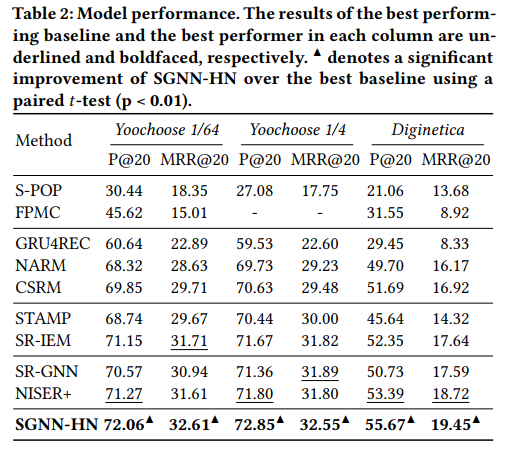 Table 2: Model performance. The results of the best perform-
ing baseline and the best performer in each column are un-
derlined and boldfaced, respectively. ▲ denotes a significant
improvement of SGNN-HN over the best baseline using a
paired t-test (p < 0.01).
Method Yoochoose 1/64 Yoochoose 1/4 Diginetica
P@20 MRR@20 P@20 MRR@20 P@20 MRR@20
S-POP 30.44 18.35 27.08 17.75 21.06 13.68
FPMC 45.62 15.01 - - 31.55 8.92
GRU4REC 60.64 22.89 59.53 22.60 29.45 8.33
NARM 68.32 28.63 69.73 29.23 49.70 16.17
CSRM 69.85 29.71 70.63 29.48 51.69 16.92
STAMP 68.74 29.67 70.44 30.00 45.64 14.32
SR-IEM 71.15 31.71 71.67 31.82 52.35 17.64
SR-GNN 70.57 30.94 71.36 31.89 50.73 17.59
NISER+ 71.27 31.61 71.80 31.80 53.39 18.72
SGNN-HN 72.06▲ 32.61▲ 72.85▲ 32.55▲ 55.67▲ 19.45▲